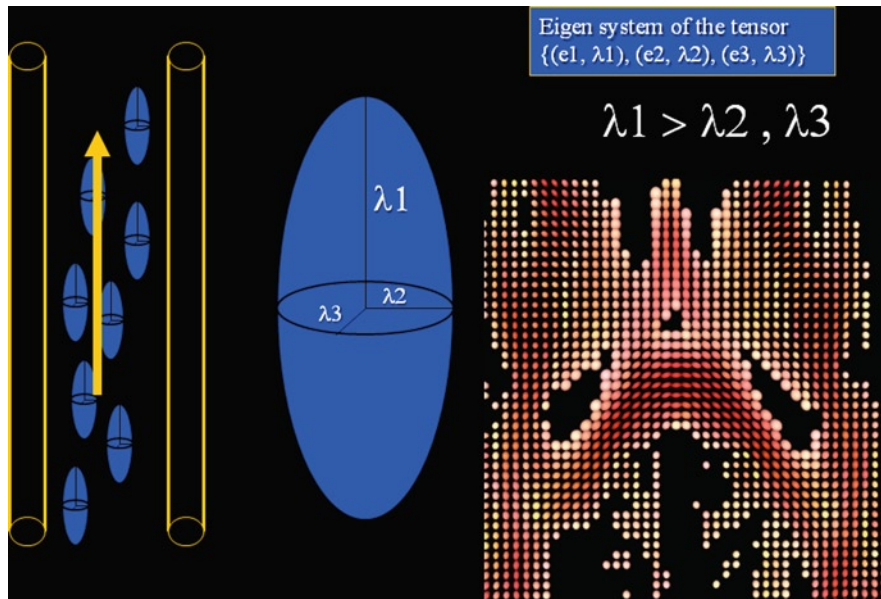 Eigen system of the tensor
{(e1, λ1), (e2, λ2), (e3, λ3)}
λ1 > λ2 , λ3
λ1
λ2
λ3